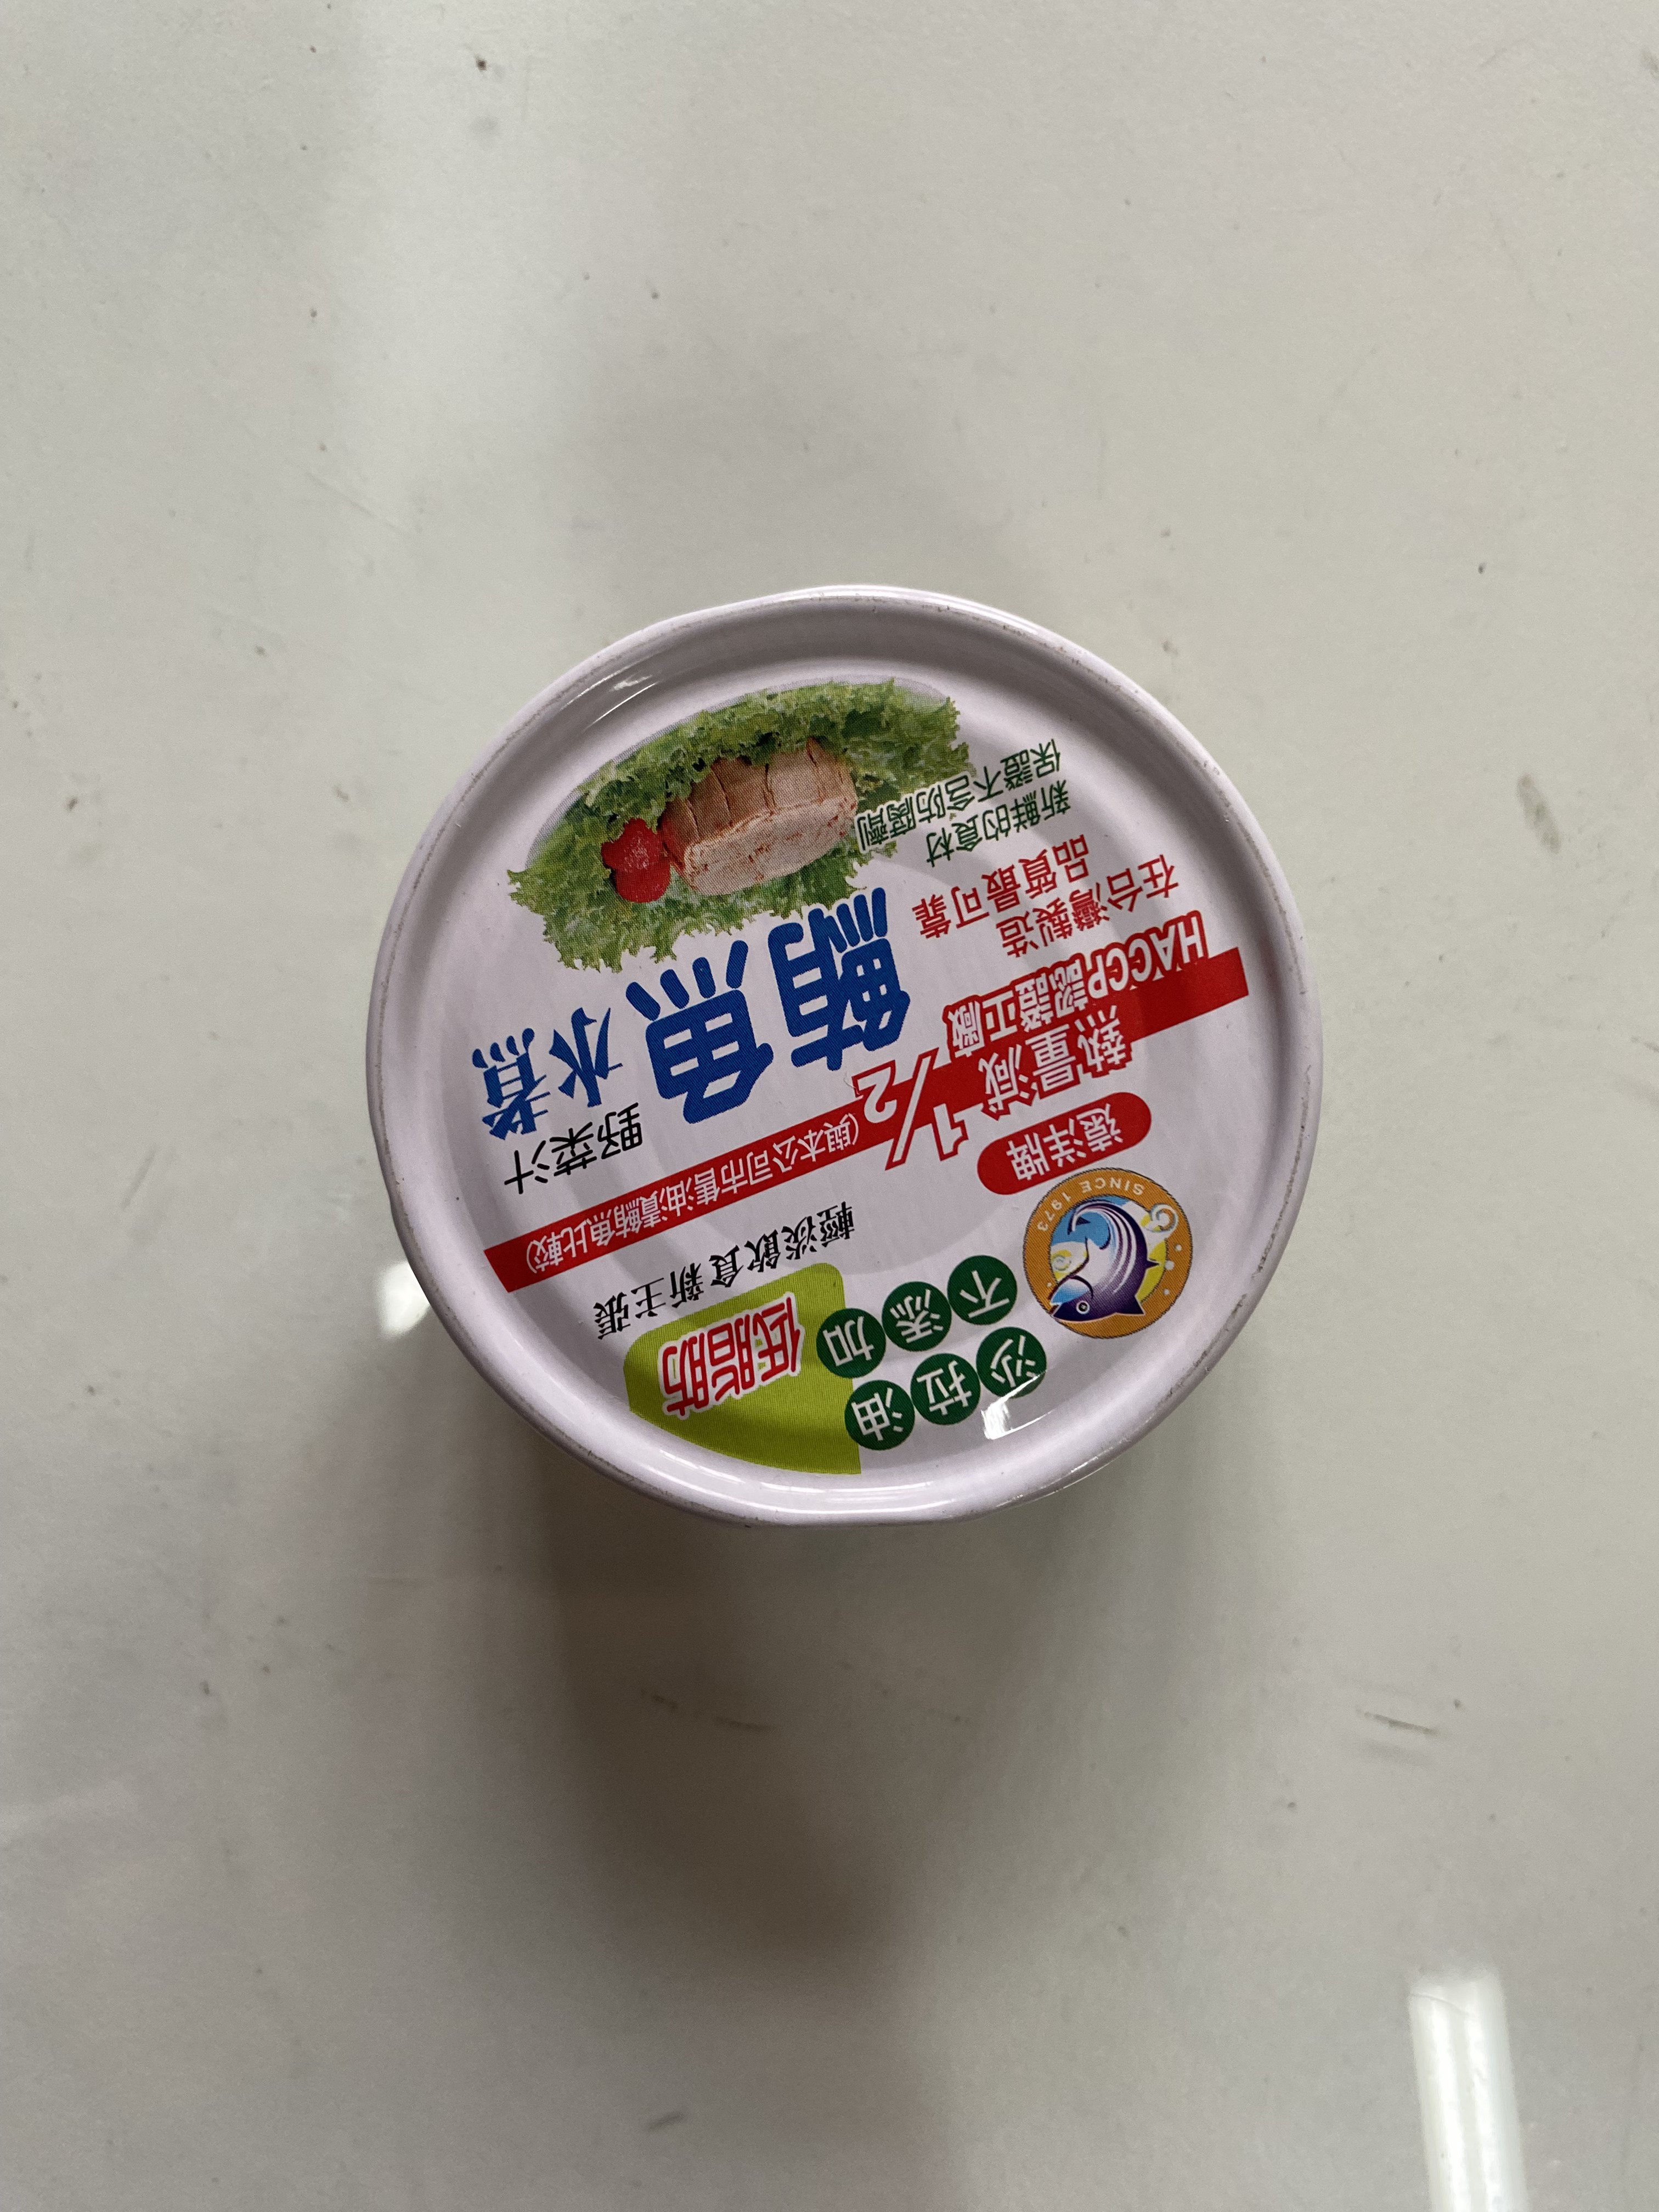 不添加
沙拉油
低脂肪
SINCE 1973
輕淡飲食新主張
遠洋牌
熱量減1/2
(與本公司市售油漬鮪魚比較)
HACCP認證工廠
野菜汁
鮪魚水煮
在台灣製造
品質最可靠
新鮮的食材
保證不含防腐劑